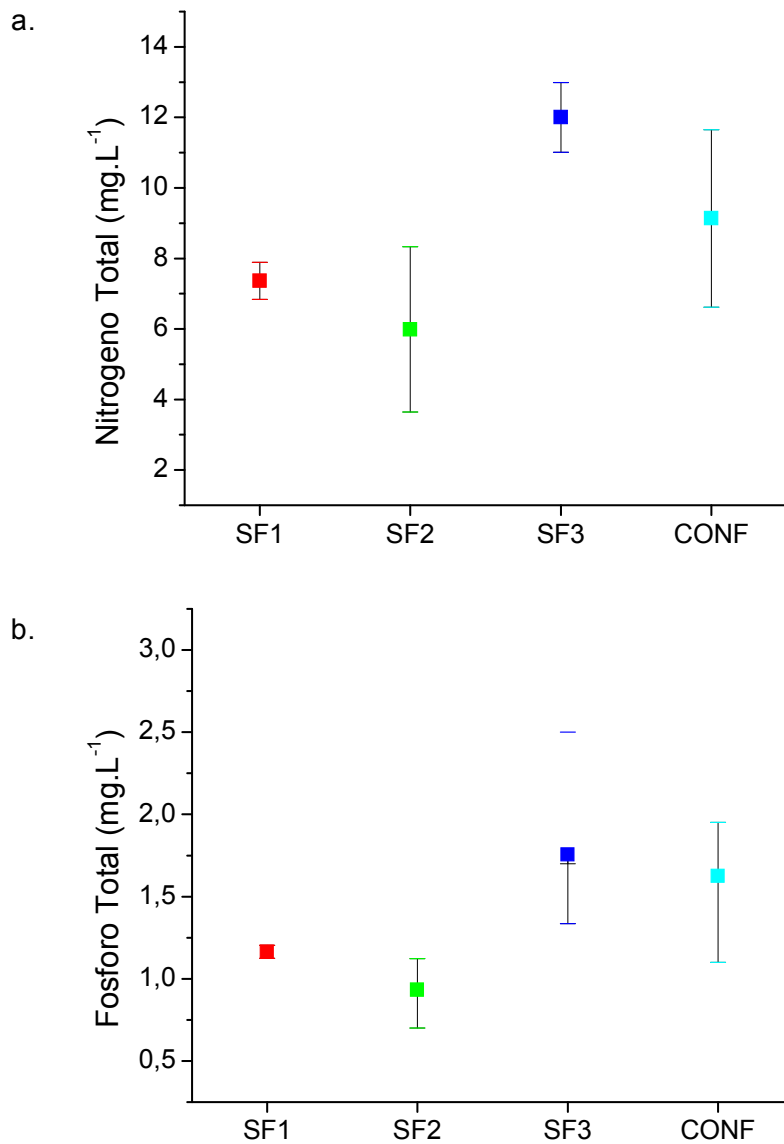 a.
Nitrogeno Total (mg.L⁻¹)
14
12
10
8
6
4
2
SF1 SF2 SF3 CONF
b.
Fosforo Total (mg.L⁻¹)
3,0
2,5
2,0
1,5
1,0
0,5
SF1 SF2 SF3 CONF